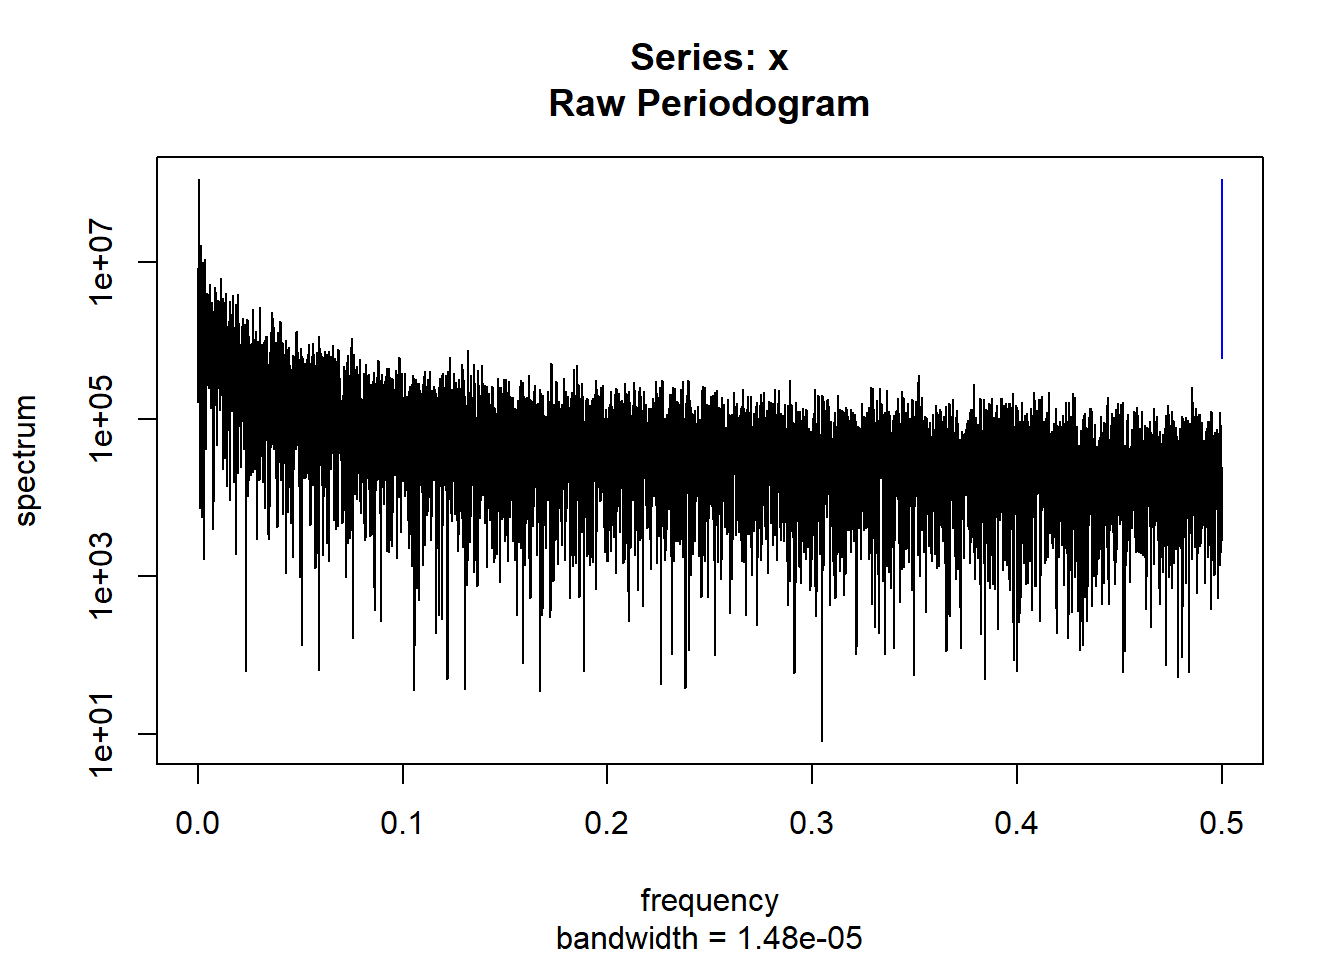 Series: x
Raw Periodogram
spectrum
1e+07
1e+05
1e+03
1e+01
0.0 0.1 0.2 0.3 0.4 0.5
frequency
bandwidth = 1.48e-05